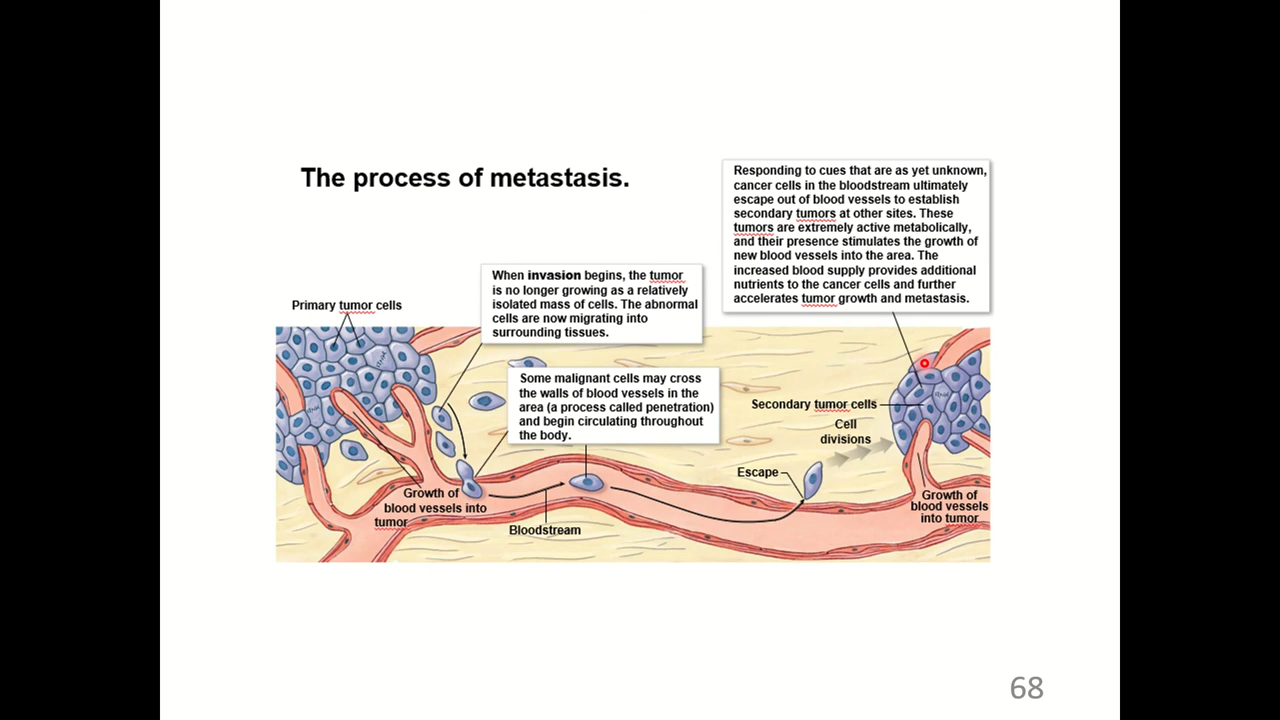 The process of metastasis.
Responding to cues that are as yet unknown,
cancer cells in the bloodstream ultimately
escape out of blood vessels to establish
secondary tumors at other sites. These
tumors are extremely active metabolically,
and their presence stimulates the growth of
new blood vessels into the area. The
increased blood supply provides additional
nutrients to the cancer cells and further
accelerates tumor growth and metastasis.
When invasion begins, the tumor
is no longer growing as a relatively
isolated mass of cells. The abnormal
cells are now migrating into
surrounding tissues.
Primary tumor cells
Some malignant cells may cross
the walls of blood vessels in the
area (a process called penetration)
and begin circulating throughout
the body.
Secondary tumor cells
Cell
divisions
Escape
Growth of
blood vessels into
tumor
Growth of
blood vessels
into tumor
Bloodstream
68